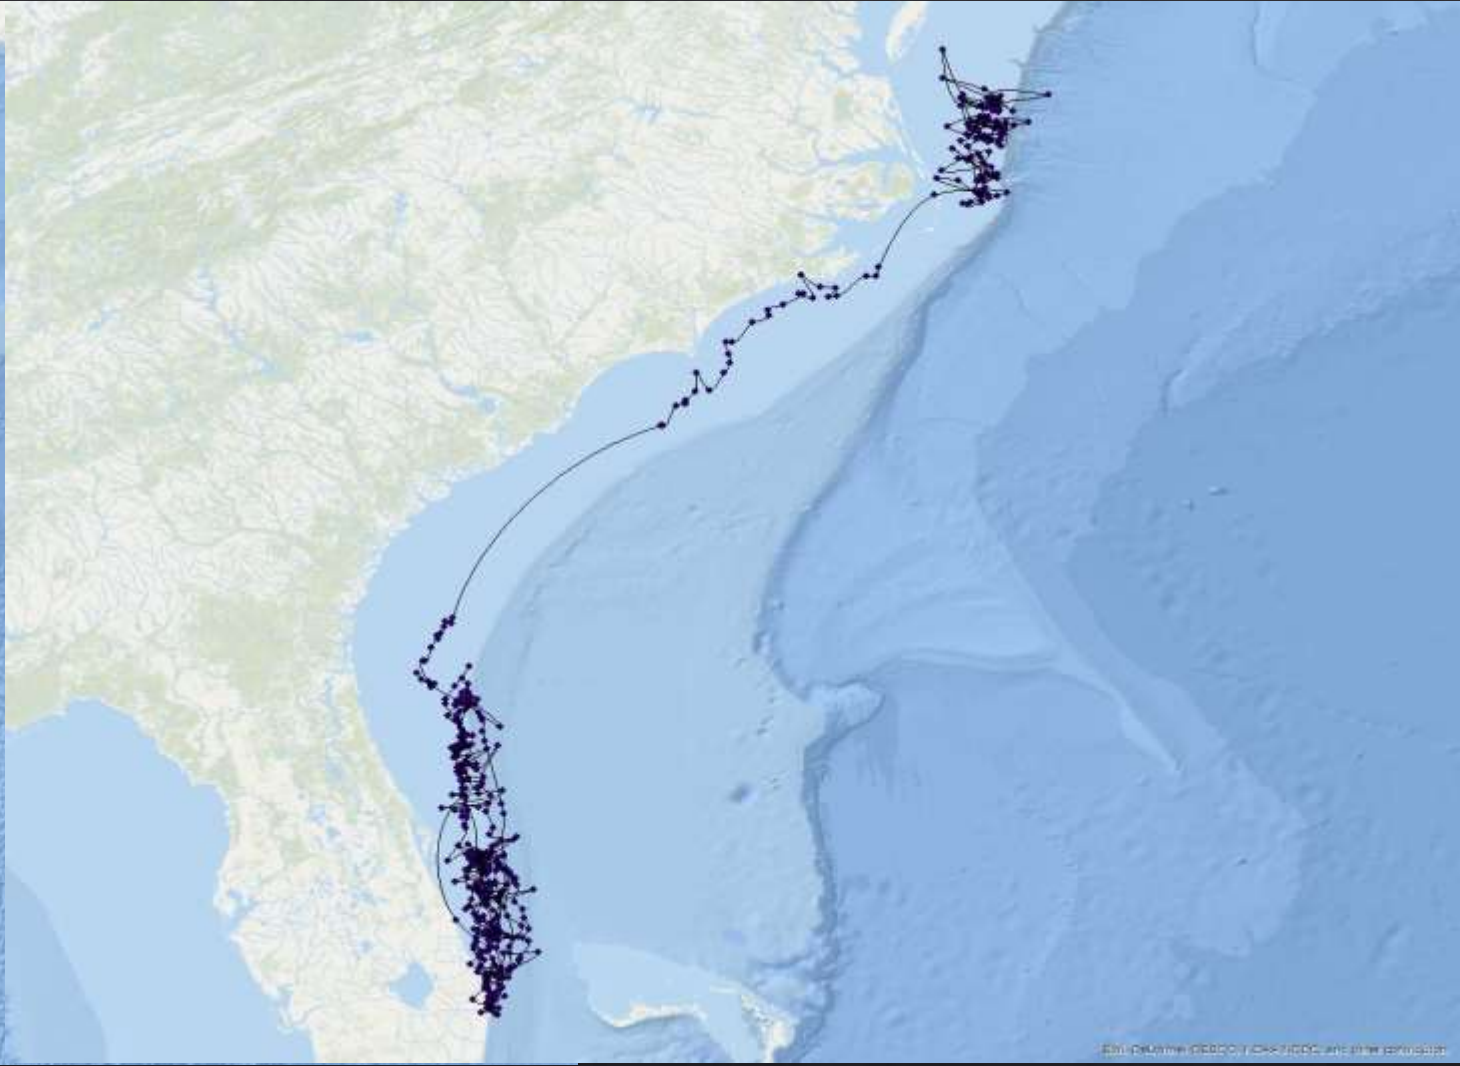 Esri, DeLorme, GEBCO, NOAA NGDC, and other contributors